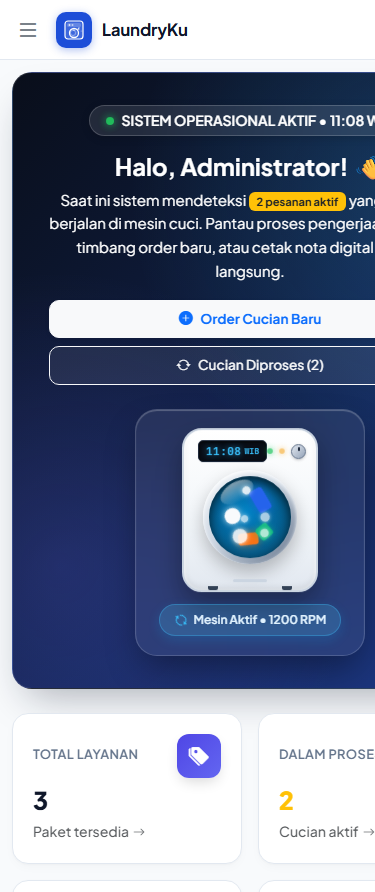 LaundryKu
SISTEM OPERASIONAL AKTIF • 11:08
Halo, Administrator! 👋
Saat ini sistem mendeteksi 2 pesanan aktif
berjalan di mesin cuci. Pantau proses
timbang order baru, atau cetak nota digital
langsung.
Order Cucian Baru
Cucian Diproses (2)
11:08 WIB
Mesin Aktif • 1200 RPM
TOTAL LAYANAN
3
Paket tersedia →
DALAM
2
Cucian aktif →